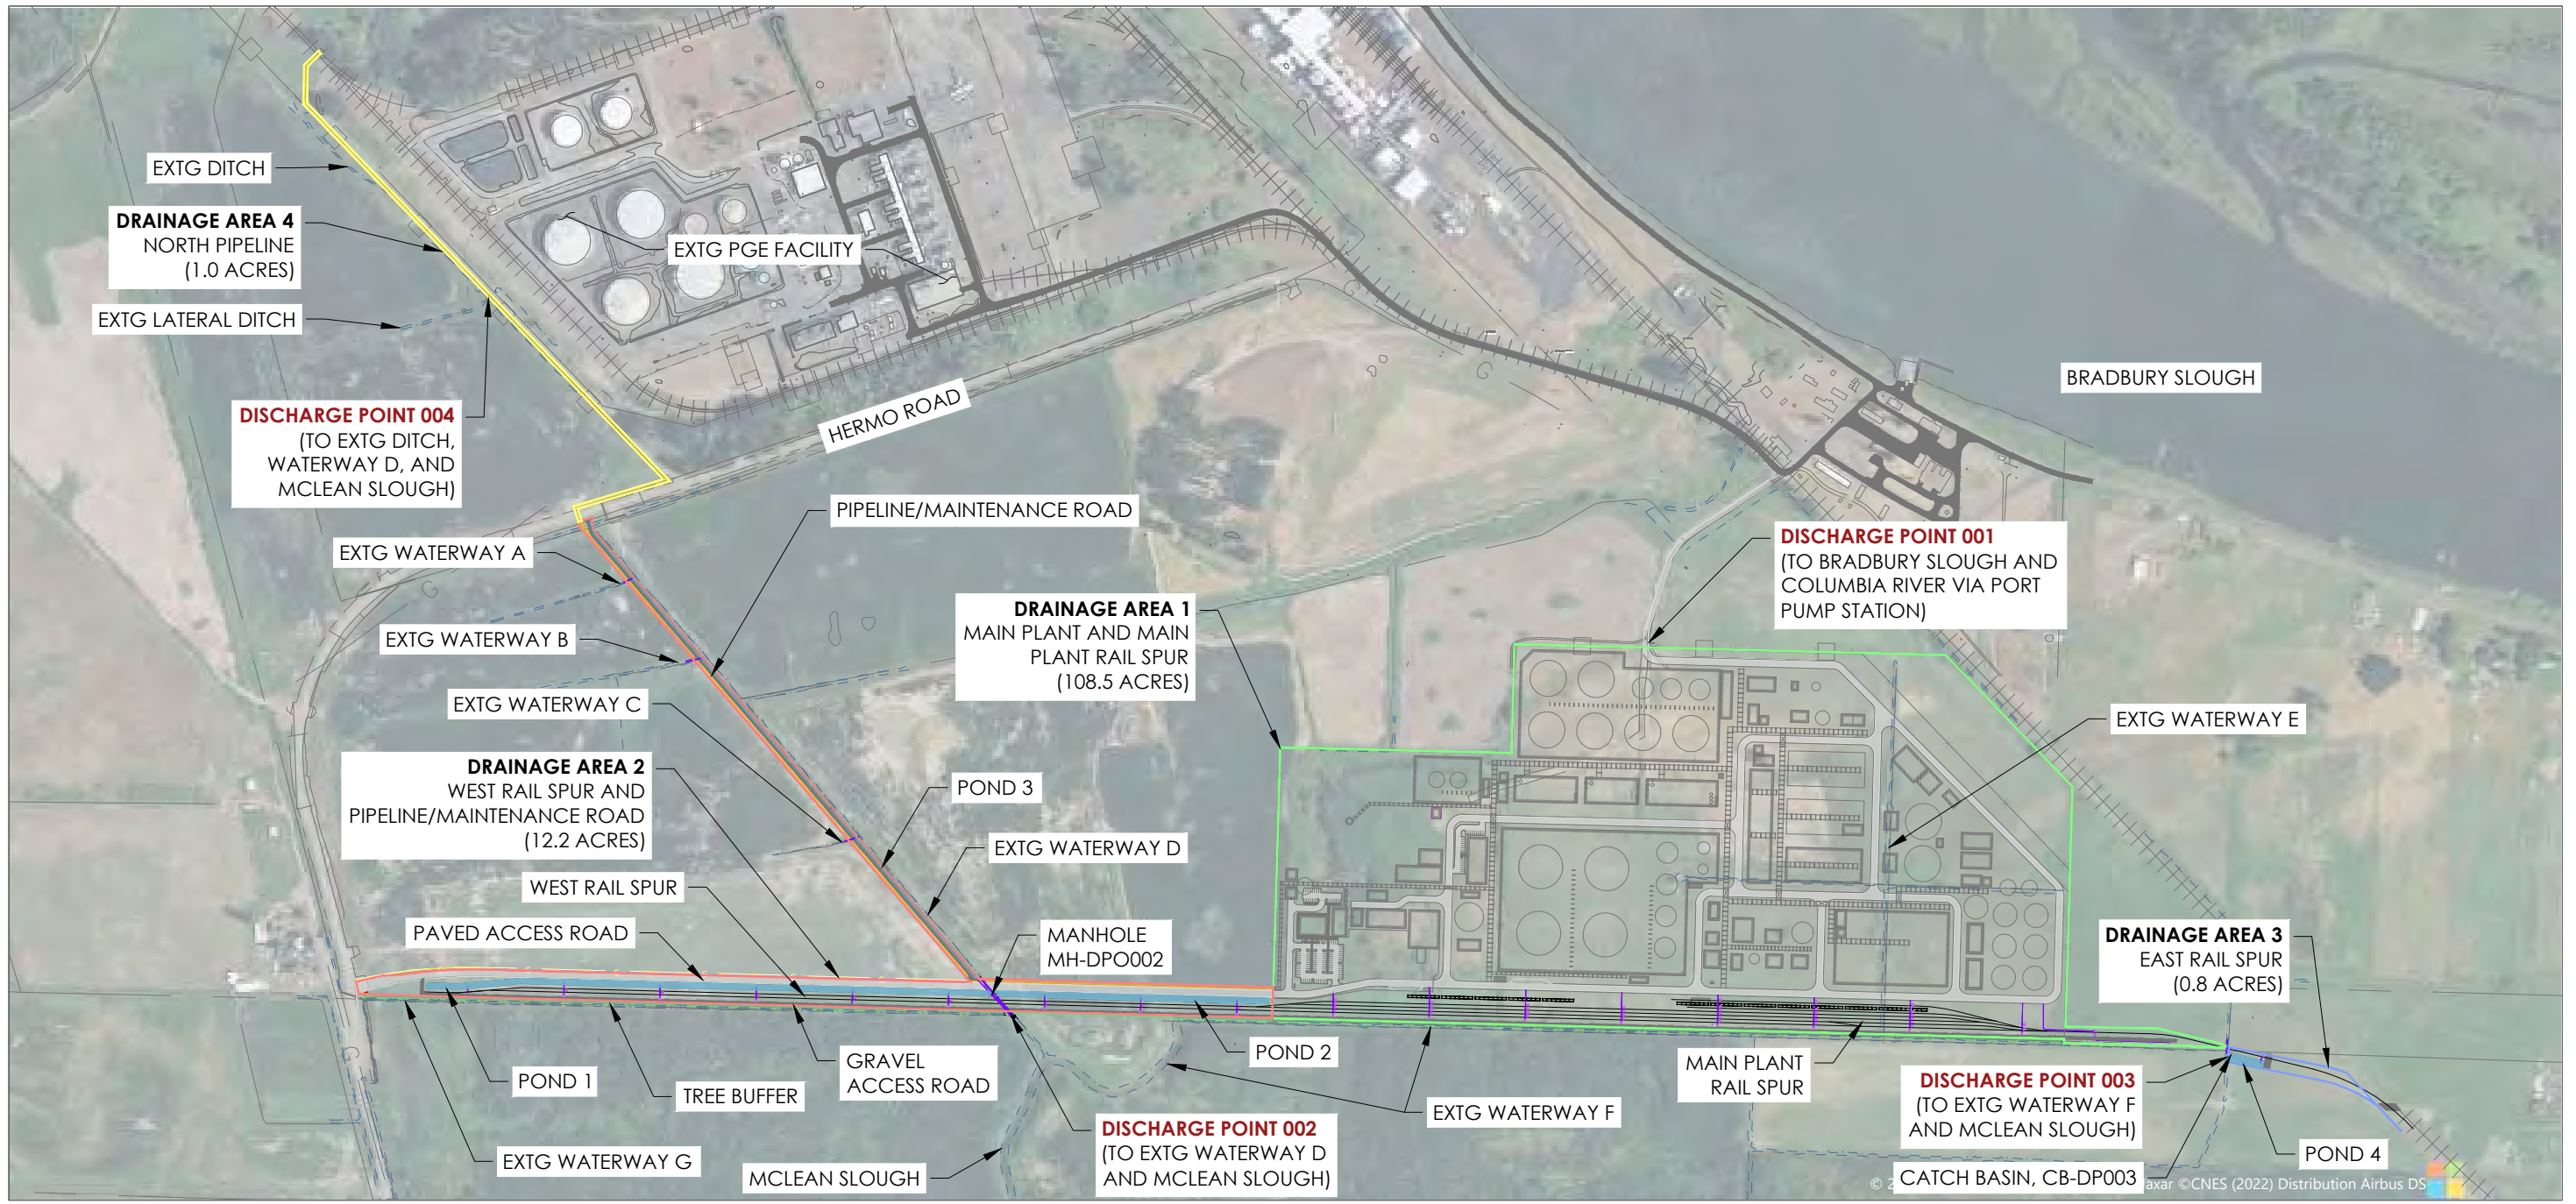 EXTG DITCH
DRAINAGE AREA 4
NORTH PIPELINE
(1.0 ACRES)
EXTG LATERAL DITCH
DISCHARGE POINT 004
(TO EXTG DITCH,
WATERWAY D, AND
MCLEAN SLOUGH)
EXTG PGE FACILITY
HERMO ROAD
BRADBURY SLOUGH
PIPELINE/MAINTENANCE ROAD
EXTG WATERWAY A
EXTG WATERWAY B
EXTG WATERWAY C
DISCHARGE POINT 001
(TO BRADBURY SLOUGH AND
COLUMBIA RIVER VIA PORT
PUMP STATION)
DRAINAGE AREA 1
MAIN PLANT AND MAIN
PLANT RAIL SPUR
(108.5 ACRES)
EXTG WATERWAY E
DRAINAGE AREA 2
WEST RAIL SPUR AND
PIPELINE/MAINTENANCE ROAD
(12.2 ACRES)
POND 3
EXTG WATERWAY D
WEST RAIL SPUR
PAVED ACCESS ROAD
MANHOLE
MH-DPO002
DRAINAGE AREA 3
EAST RAIL SPUR
(0.8 ACRES)
POND 1
TREE BUFFER
GRAVEL
ACCESS ROAD
POND 2
EXTG WATERWAY F
MAIN PLANT
RAIL SPUR
DISCHARGE POINT 003
(TO EXTG WATERWAY F
AND MCLEAN SLOUGH)
POND 4
CATCH BASIN, CB-DP003
EXTG WATERWAY G
MCLEAN SLOUGH
DISCHARGE POINT 002
(TO EXTG WATERWAY D
AND MCLEAN SLOUGH)
G
G
G
©CNES (2022) Distribution Airbus DS